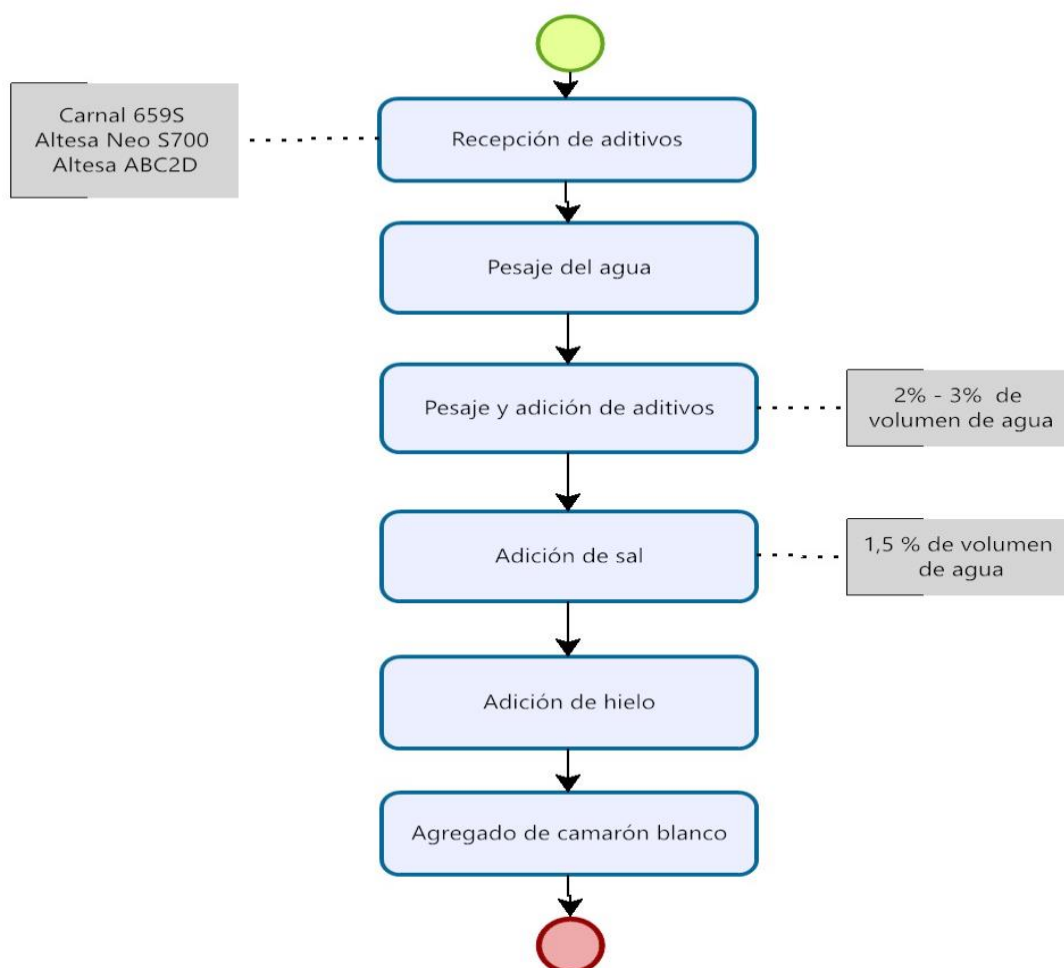 Carnal 659S
Altesa Neo S700
Altesa ABC2D
Recepción de aditivos
Pesaje del agua
Pesaje y adición de aditivos
2% - 3% de
volumen de agua
Adición de sal
1,5 % de volumen
de agua
Adición de hielo
Agregado de camarón blanco